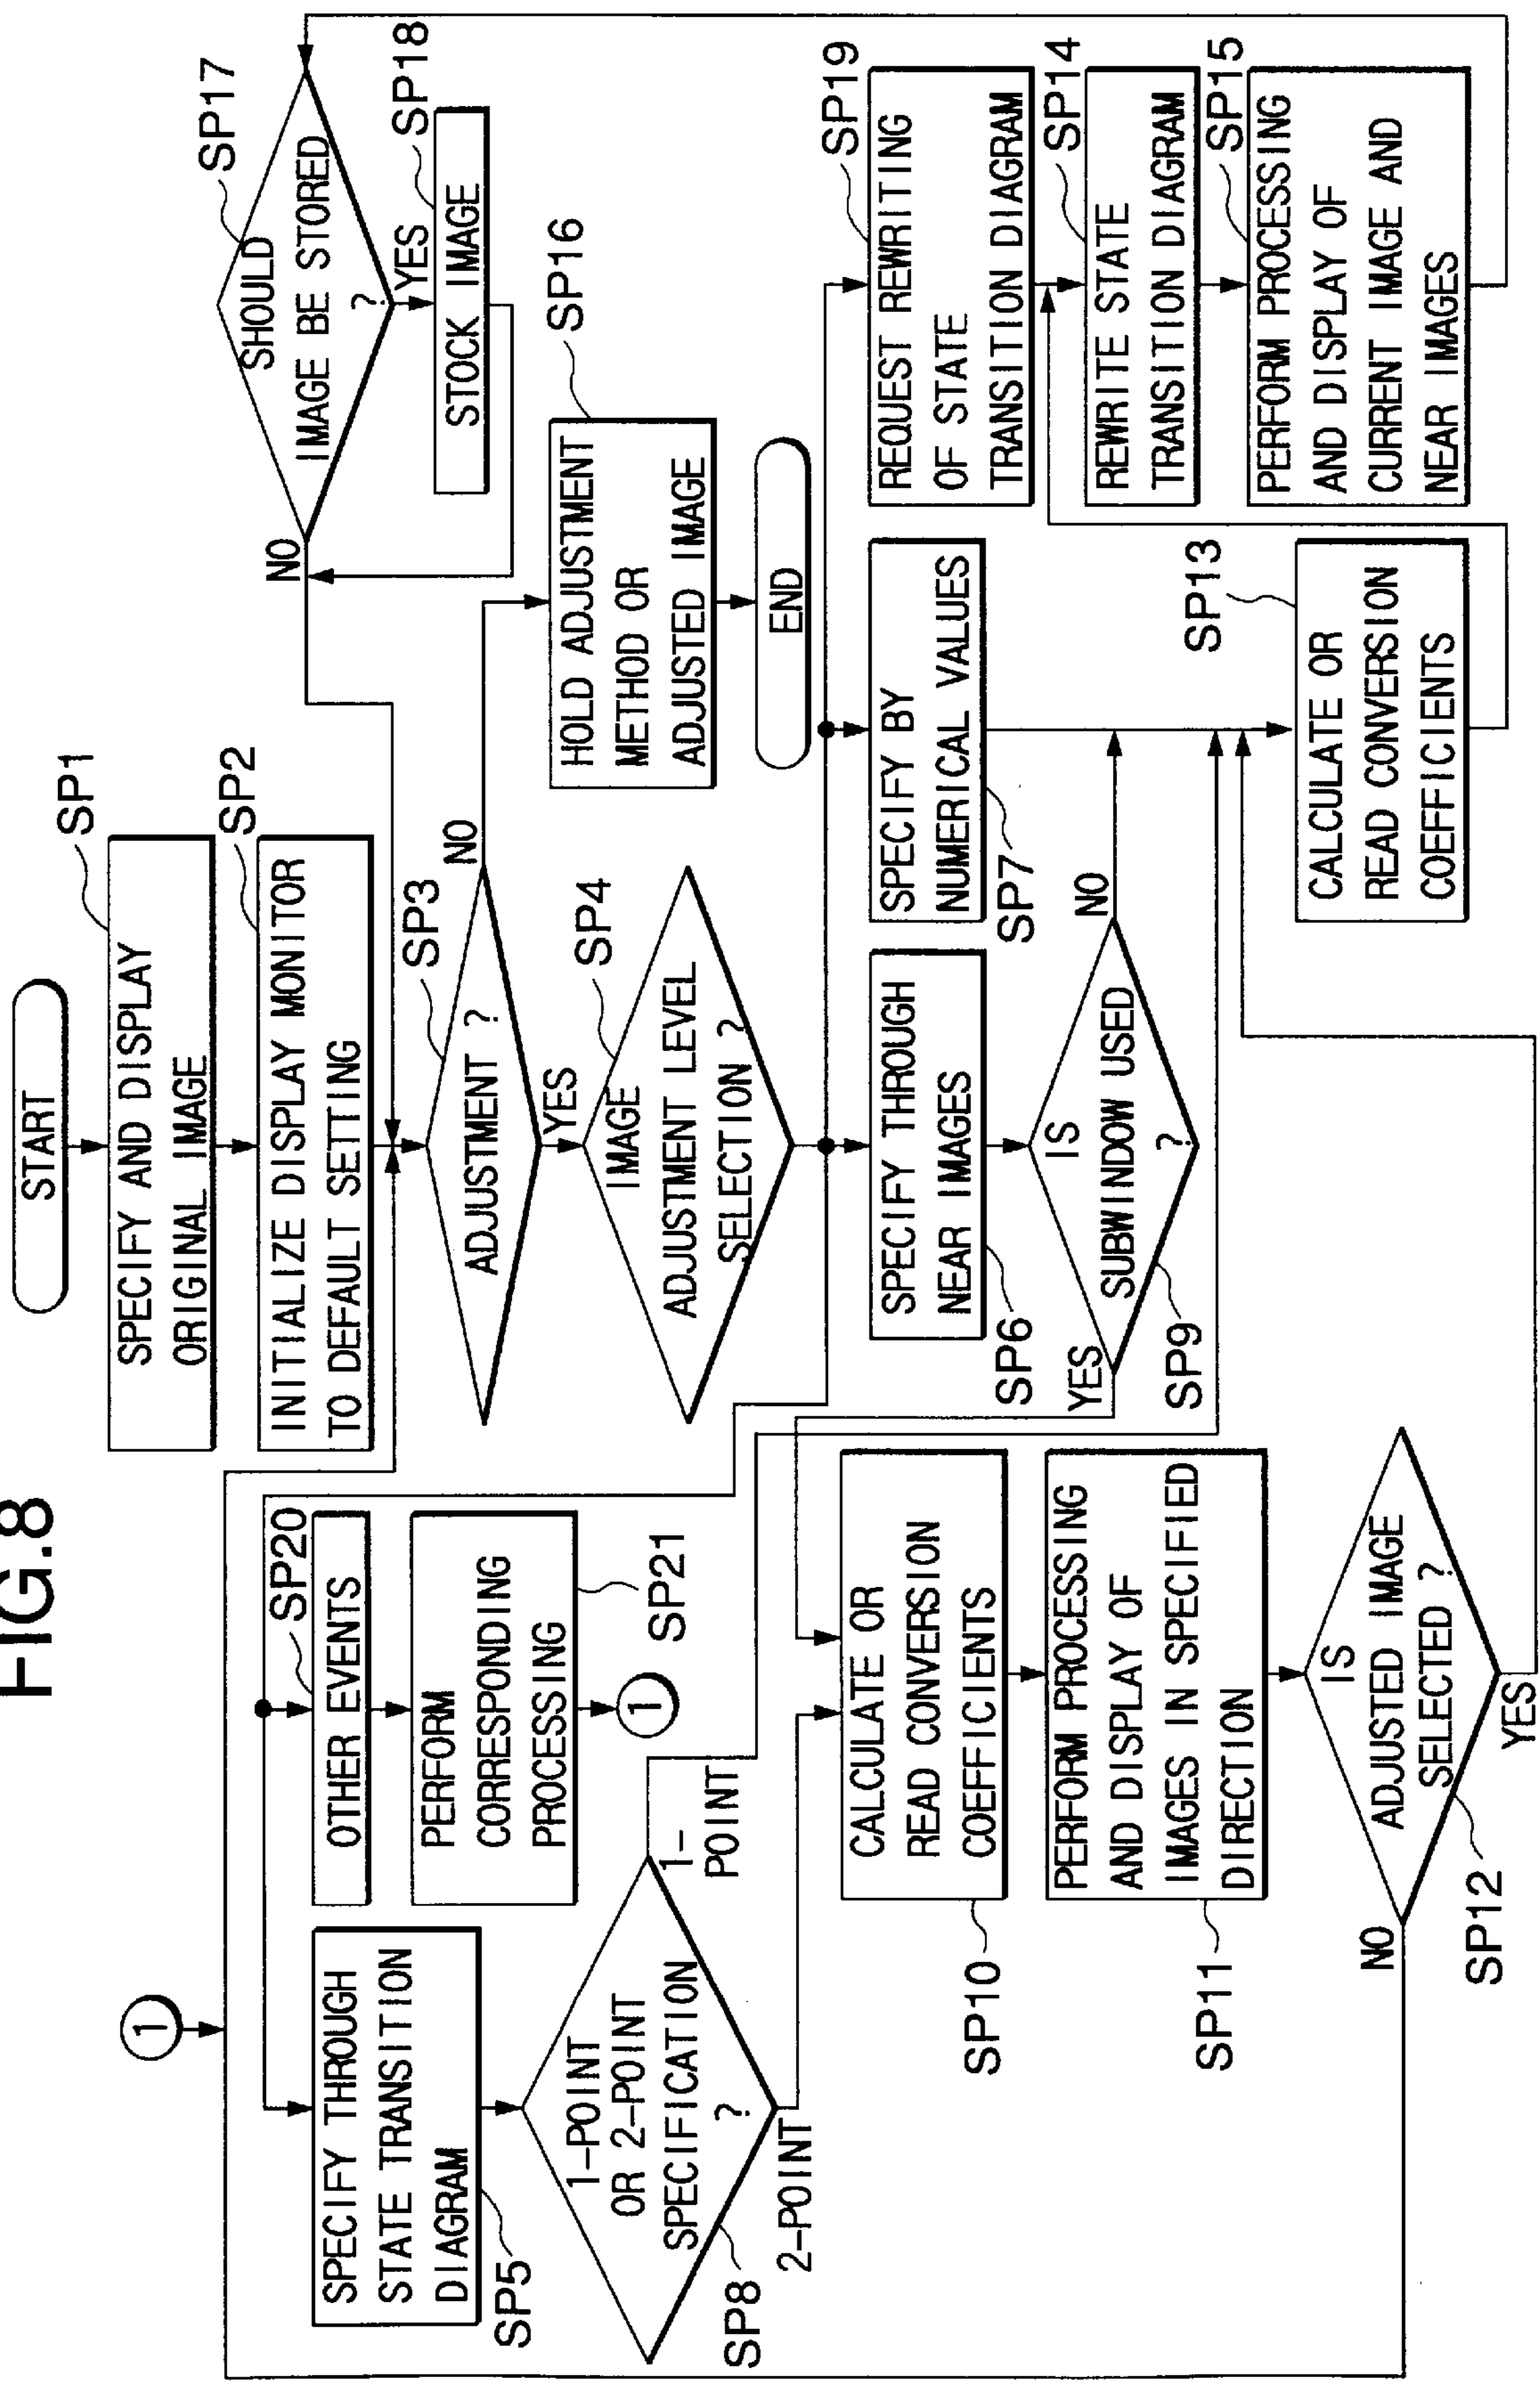 FIG.8
START
SPECIFY AND DISPLAY
ORIGINAL IMAGE
SP1
INITIALIZE DISPLAY MONITOR
TO DEFAULT SETTING
SP2
ADJUSTMENT ?
SP3
NO
YES
IMAGE
ADJUSTMENT LEVEL
SELECTION ?
SP4
SHOULD
IMAGE BE STORED
?
SP17
NO
YES
STOCK IMAGE
SP18
HOLD ADJUSTMENT
METHOD OR
ADJUSTED IMAGE
SP16
END
1
OTHER EVENTS
SP20
PERFORM
CORRESPONDING
PROCESSING
SP21
1
SPECIFY THROUGH
STATE TRANSITION
DIAGRAM
SP5
1-POINT
OR 2-POINT
SPECIFICATION
?
SP8
1-
POINT
2-POINT
SPECIFY THROUGH
NEAR IMAGES
SP6
IS
SUBWINDOW USED
?
SP9
YES
NO
SPECIFY BY
NUMERICAL VALUES
SP7
REQUEST REWRITING
OF STATE
TRANSITION DIAGRAM
SP19
REWRITE STATE
TRANSITION DIAGRAM
SP14
PERFORM PROCESSING
AND DISPLAY OF
CURRENT IMAGE AND
NEAR IMAGES
SP15
CALCULATE OR
READ CONVERSION
COEFFICIENTS
SP10
PERFORM PROCESSING
AND DISPLAY OF
IMAGES IN SPECIFIED
DIRECTION
SP11
IS
ADJUSTED IMAGE
SELECTED ?
SP12
NO
YES
CALCULATE OR
READ CONVERSION
COEFFICIENTS
SP13